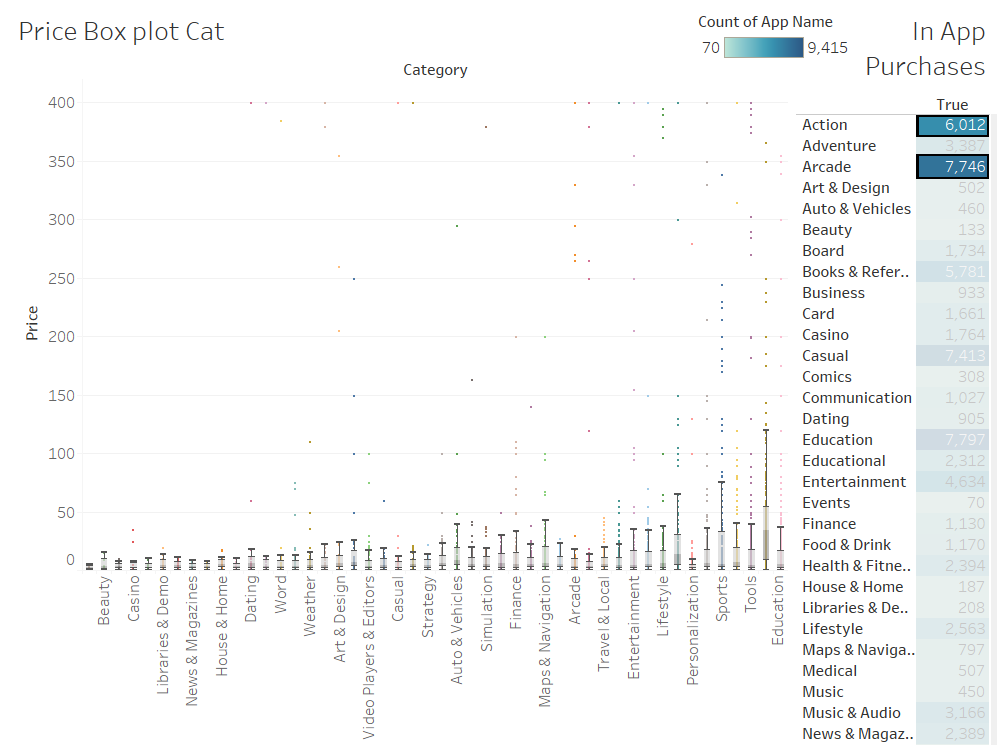 Price Box plot Cat
Count of App Name
70 9,415
In App
Purchases
Category
True
400
350
300
250
200
150
100
50
0
Price
Beauty
Casino
Libraries & Demo
News & Magazines
House & Home
Dating
Word
Weather
Art & Design
Video Players & Editors
Casual
Strategy
Auto & Vehicles
Simulation
Finance
Maps & Navigation
Arcade
Travel & Local
Entertainment
Lifestyle
Personalization
Sports
Tools
Education
Action 6,012
Adventure 3,387
Arcade 7,746
Art & Design 502
Auto & Vehicles 460
Beauty 133
Board 1,734
Books & Refer.. 5,781
Business 933
Card 1,661
Casino 1,764
Casual 7,413
Comics 308
Communication 1,027
Dating 905
Education 7,797
Educational 2,312
Entertainment 4,634
Events 70
Finance 1,130
Food & Drink 1,170
Health & Fitne.. 2,394
House & Home 187
Libraries & De.. 208
Lifestyle 2,563
Maps & Naviga.. 797
Medical 507
Music 450
Music & Audio 3,166
News & Magaz.. 2,389